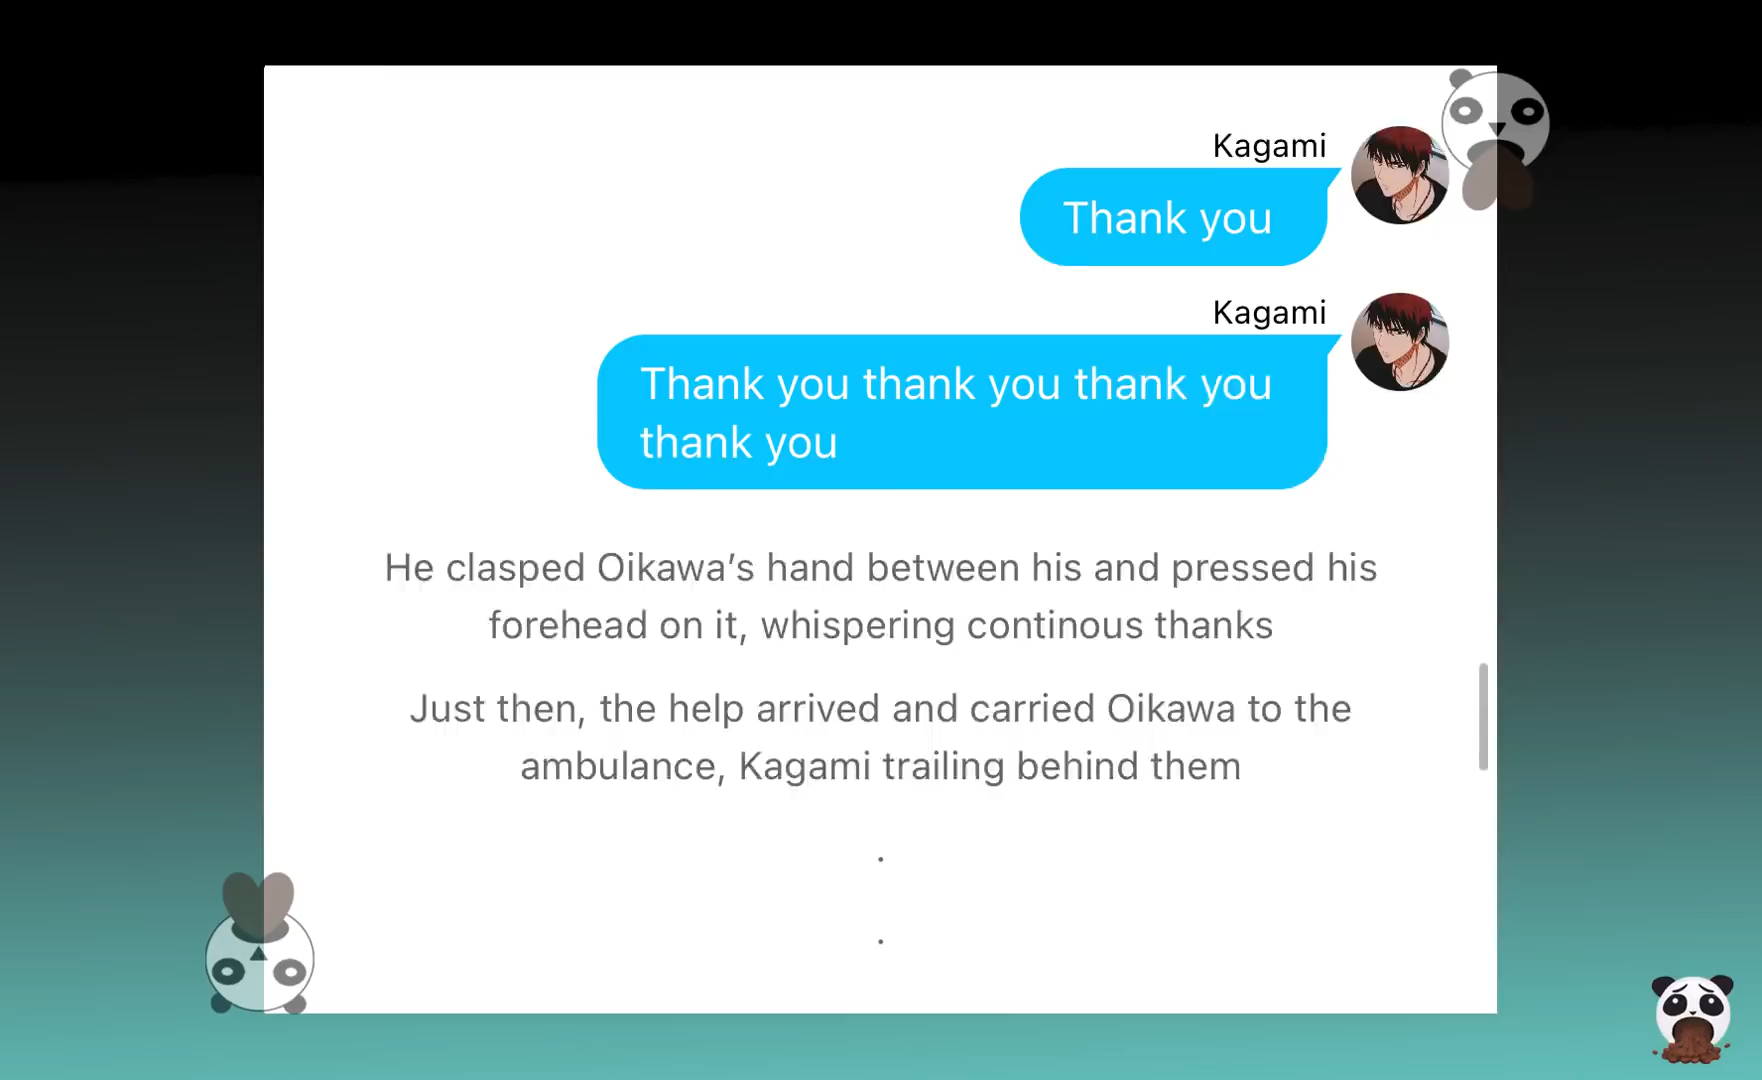 Kagami
Thank you
Kagami
Thank you thank you thank you
thank you
He clasped Oikawa’s hand between his and pressed his
forehead on it, whispering continous thanks
Just then, the help arrived and carried Oikawa to the
ambulance, Kagami trailing behind them
.
.